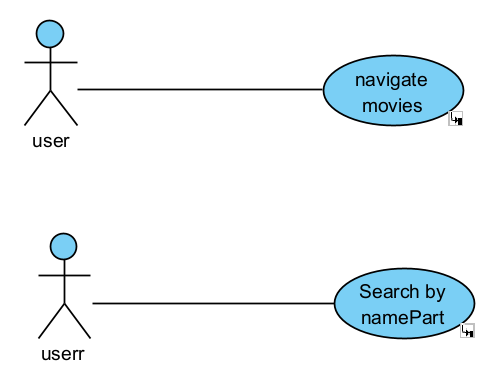 navigate
movies
user
Search by
namePart
userr